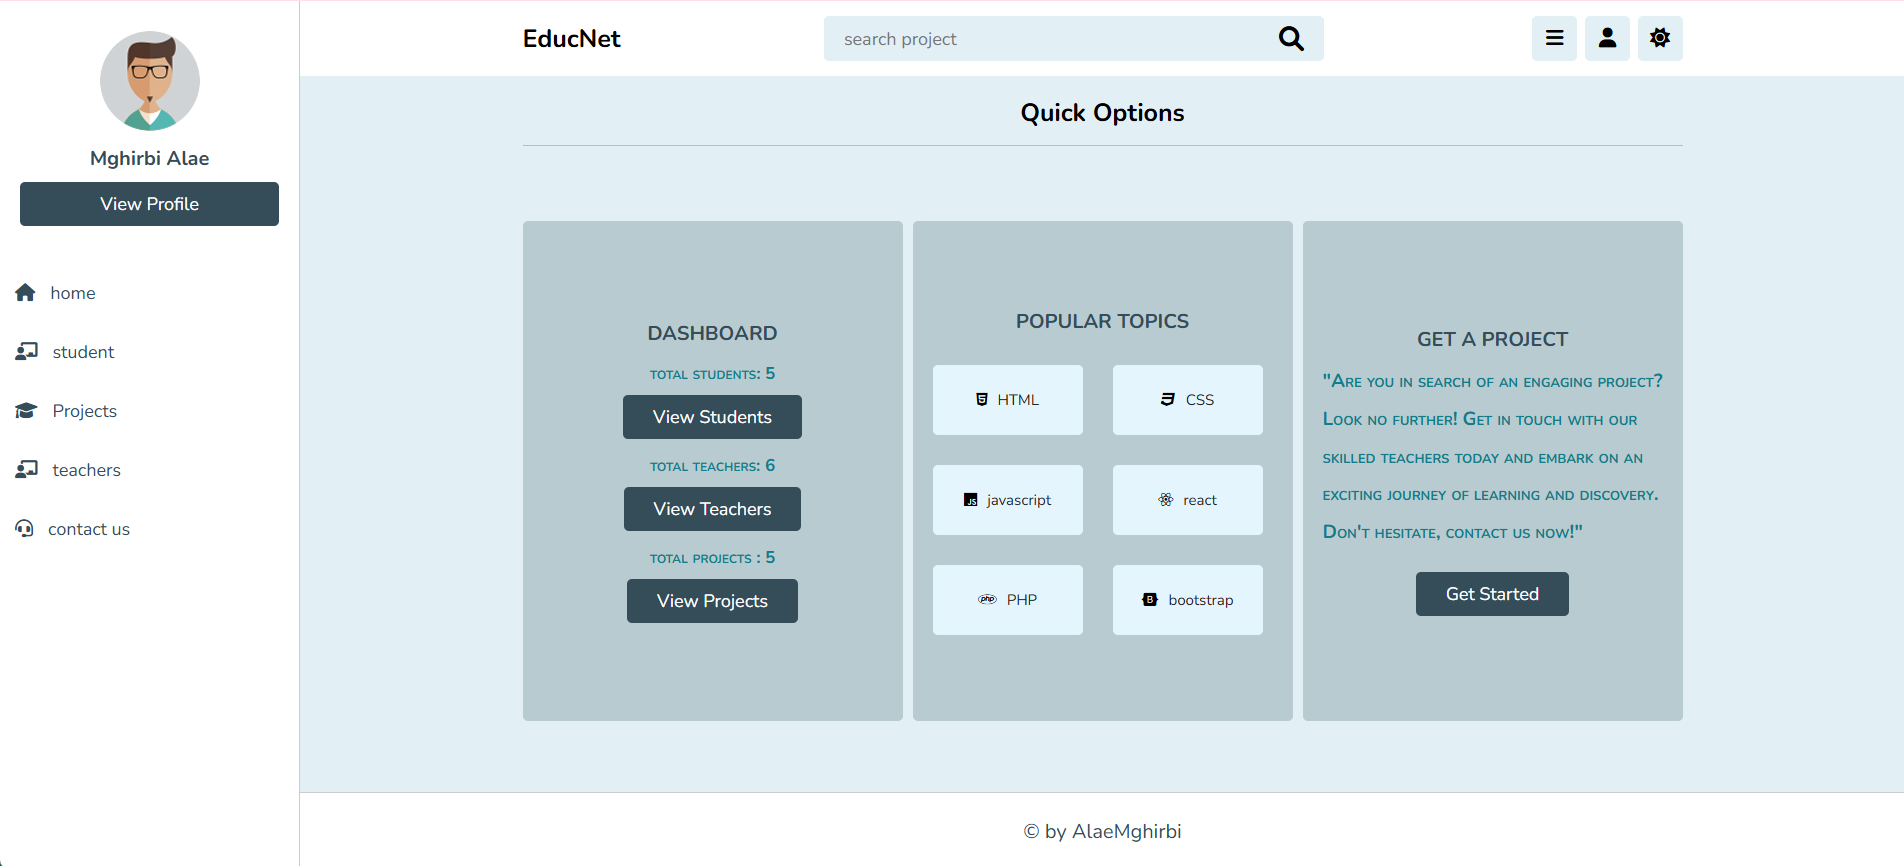 Mghirbi Alae
View Profile
home
student
Projects
teachers
contact us
EducNet
search project
Quick Options
DASHBOARD
TOTAL STUDENTS: 5
View Students
TOTAL TEACHERS: 6
View Teachers
TOTAL PROJECTS : 5
View Projects
POPULAR TOPICS
HTML
CSS
JS javascript
react
php PHP
B bootstrap
GET A PROJECT
"Are you in search of an engaging project?
Look no further! Get in touch with our
skilled teachers today and embark on an
exciting journey of learning and discovery.
Don't hesitate, contact us now!"
Get Started
© by AlaeMghirbi